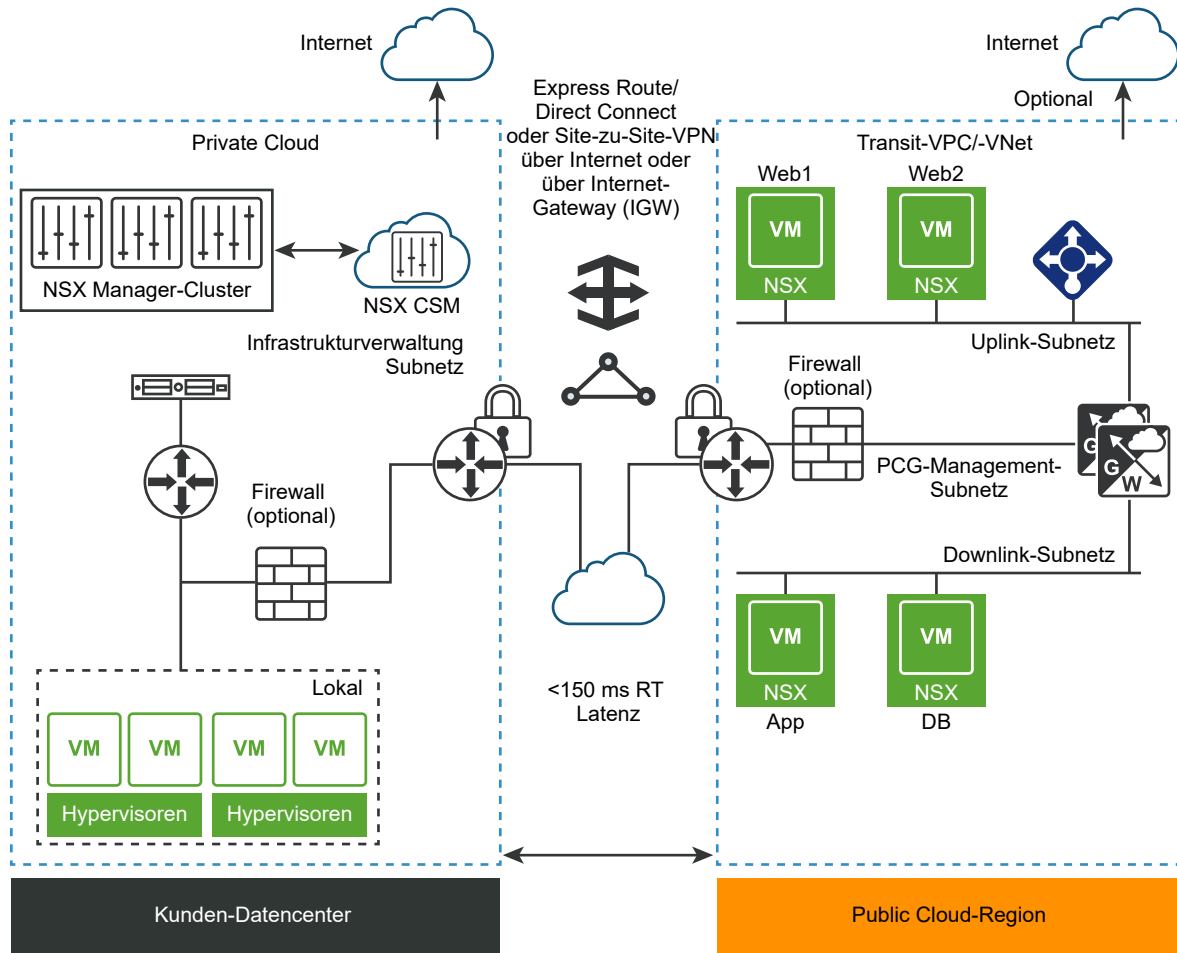 Internet
Private Cloud
NSX Manager-Cluster
NSX CSM
Infrastrukturverwaltung
Subnetz
Firewall
(optional)
Lokal
VM
VM
VM
VM
Hypervisoren
Hypervisoren
Kunden-Datencenter
Express Route/
Direct Connect
oder Site-zu-Site-VPN
über Internet oder
über Internet-
Gateway (IGW)
<150 ms RT
Latenz
Internet
Optional
Transit-VPC/-VNet
Web1
Web2
VM
NSX
VM
NSX
Uplink-Subnetz
Firewall
(optional)
G
G
W
PCG-Management-
Subnetz
Downlink-Subnetz
VM
NSX
App
VM
NSX
DB
Public Cloud-Region